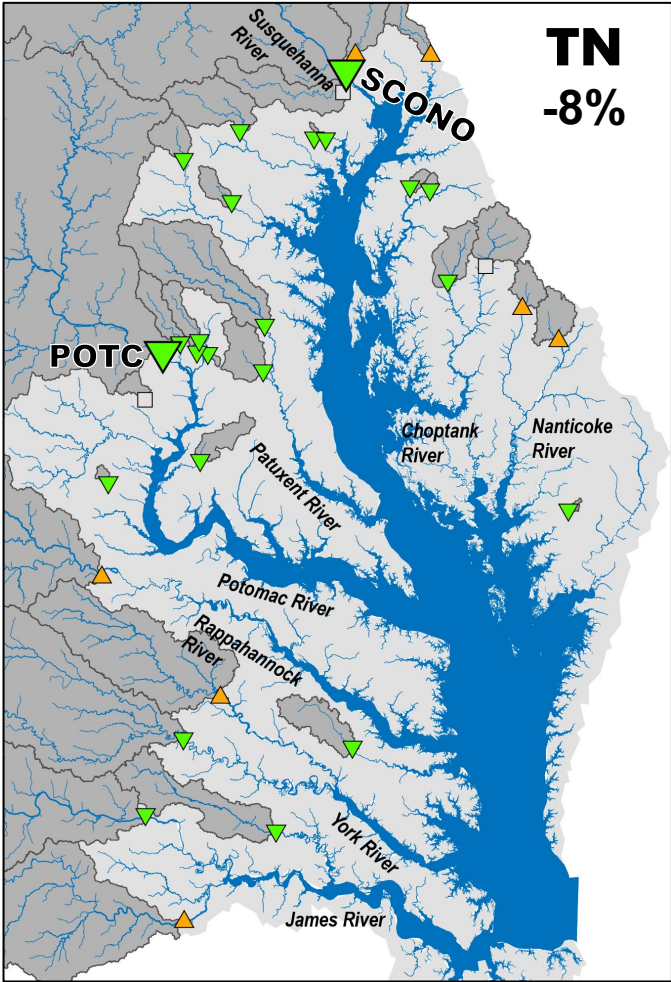 TN
-8%
Susquehanna
River
SCONO
POTC
Choptank
River
Nanticoke
River
Patuxent River
Potomac River
Rappahannock
River
York River
James River